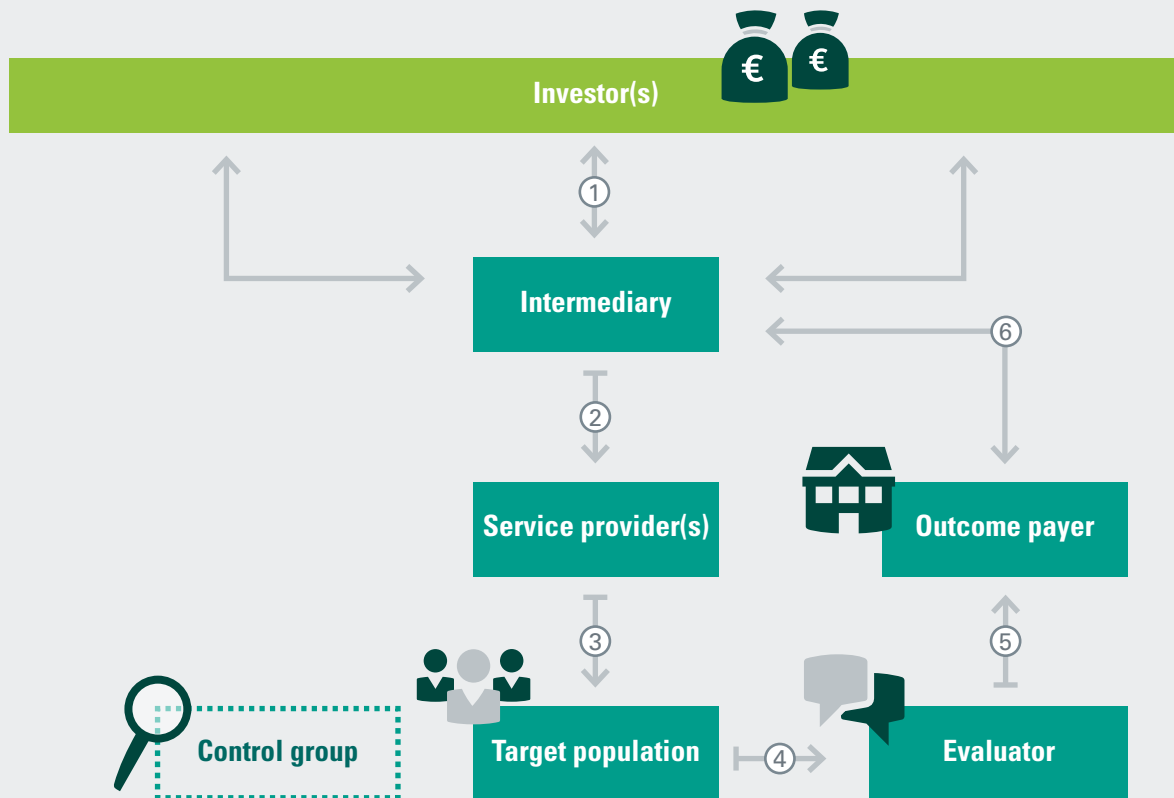 € €
Investor(s)
1
Intermediary
6
2
Service provider(s)
Outcome payer
3
5
Control group
Target population
4
Evaluator